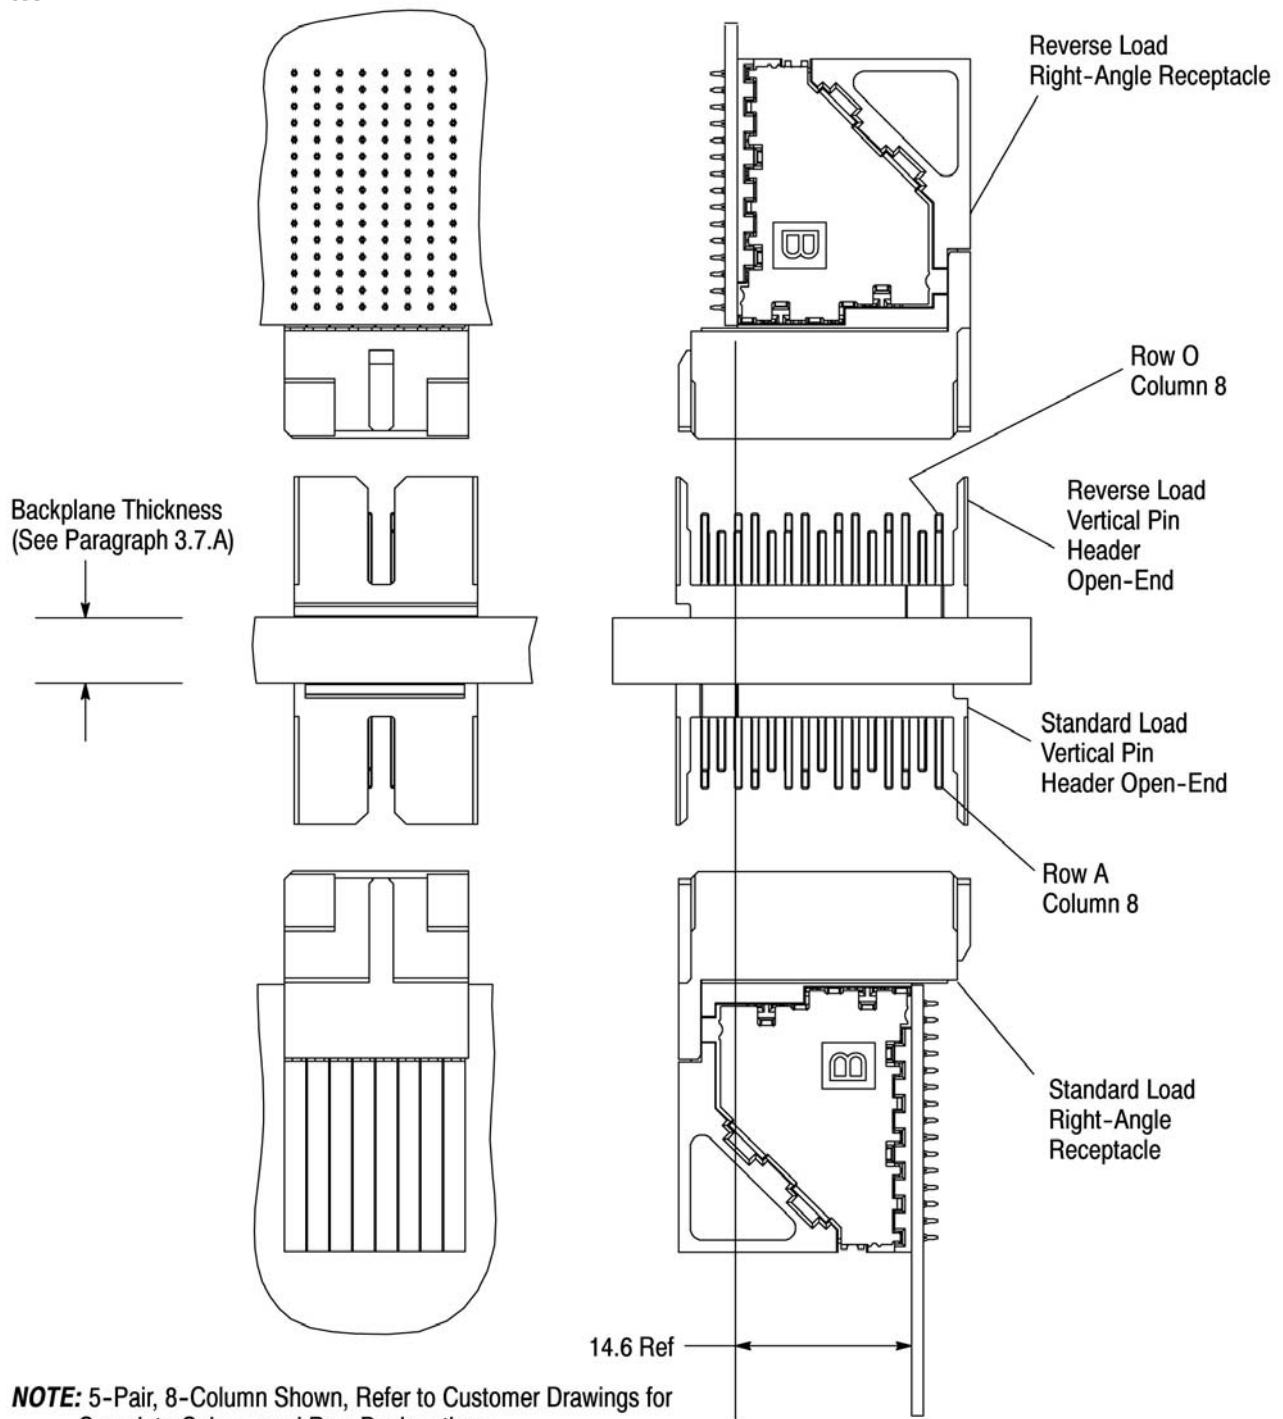 Reverse Load
Right-Angle Receptacle
B
Row O
Column 8
Backplane Thickness
(See Paragraph 3.7.A)
Reverse Load
Vertical Pin
Header
Open-End
Standard Load
Vertical Pin
Header Open-End
Row A
Column 8
B
Standard Load
Right-Angle
Receptacle
14.6 Ref
NOTE: 5-Pair, 8-Column Shown, Refer to Customer Drawings for